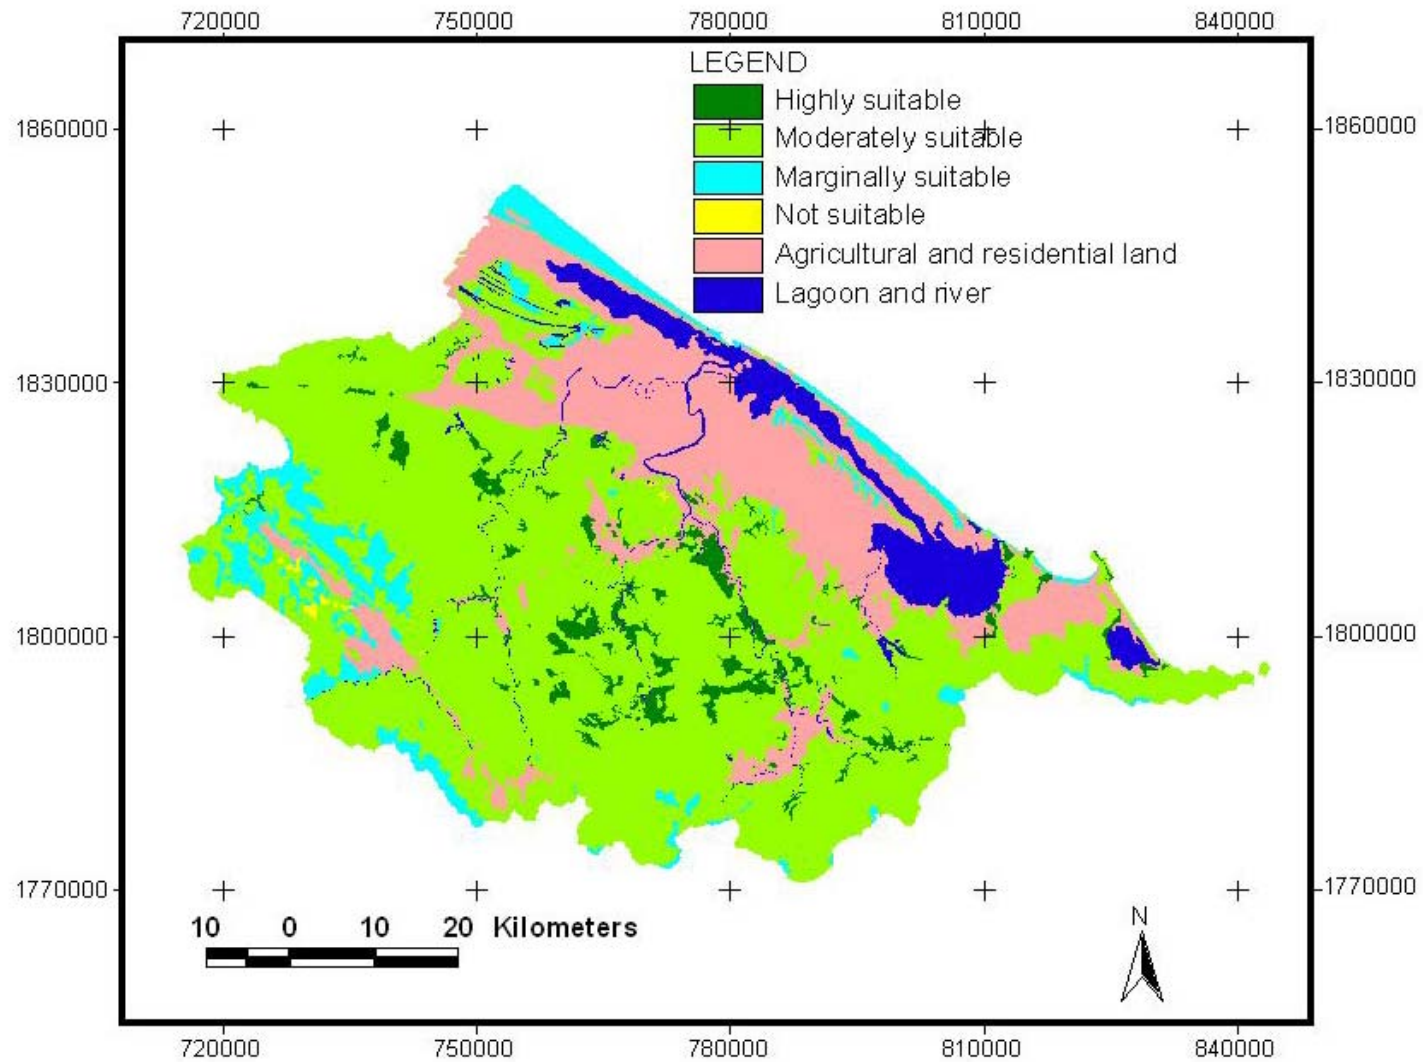 720000 750000 780000 810000 840000
LEGEND
Highly suitable
1860000 1860000
Moderately suitable
Marginally suitable
Not suitable
Agricultural and residential land
Lagoon and river
1830000 1830000
1800000 1800000
1770000 1770000
10 0 10 20 Kilometers
N
720000 750000 780000 810000 840000